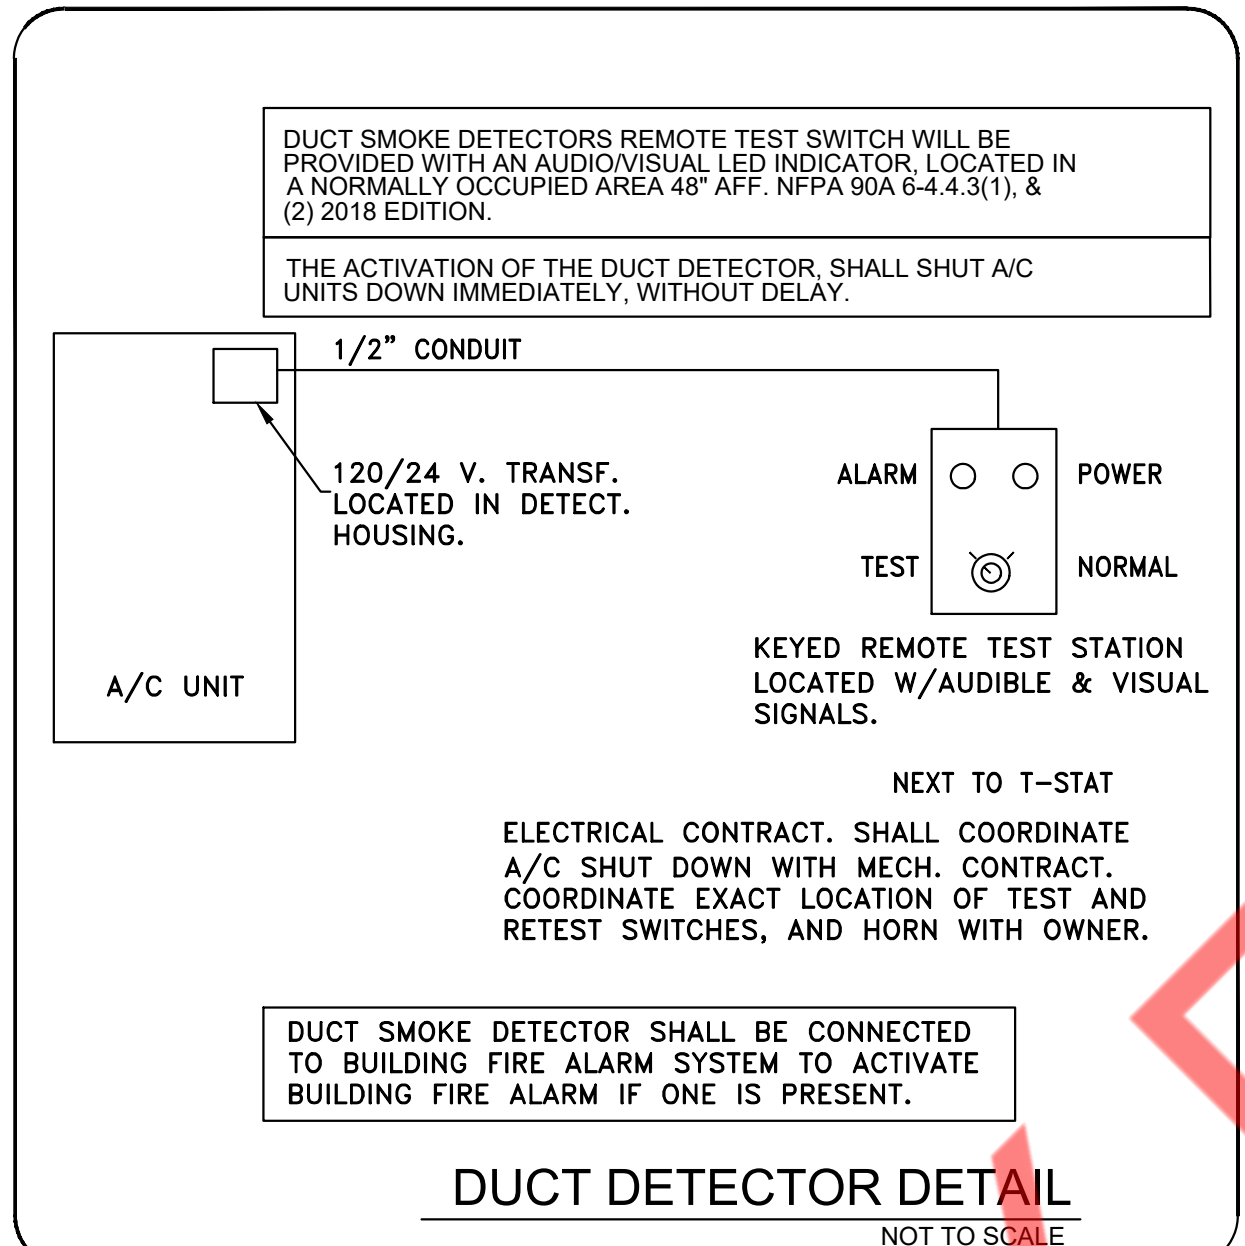 DUCT SMOKE DETECTORS REMOTE TEST SWITCH WILL BE
PROVIDED WITH AN AUDIO/VISUAL LED INDICATOR, LOCATED IN
A NORMALLY OCCUPIED AREA 48" AFF. NFPA 90A 6-4.4.3(1), &
(2) 2018 EDITION.
THE ACTIVATION OF THE DUCT DETECTOR, SHALL SHUT A/C
UNITS DOWN IMMEDIATELY, WITHOUT DELAY.
1/2” CONDUIT
120/24 V. TRANSF.
LOCATED IN DETECT.
HOUSING.
A/C UNIT
ALARM
POWER
TEST
NORMAL
KEYED REMOTE TEST STATION
LOCATED W/AUDIBLE & VISUAL
SIGNALS.
NEXT TO T-STAT
ELECTRICAL CONTRACT. SHALL COORDINATE
A/C SHUT DOWN WITH MECH. CONTRACT.
COORDINATE EXACT LOCATION OF TEST AND
RETEST SWITCHES, AND HORN WITH OWNER.
DUCT SMOKE DETECTOR SHALL BE CONNECTED
TO BUILDING FIRE ALARM SYSTEM TO ACTIVATE
BUILDING FIRE ALARM IF ONE IS PRESENT.
DUCT DETECTOR DETAIL
NOT TO SCALE